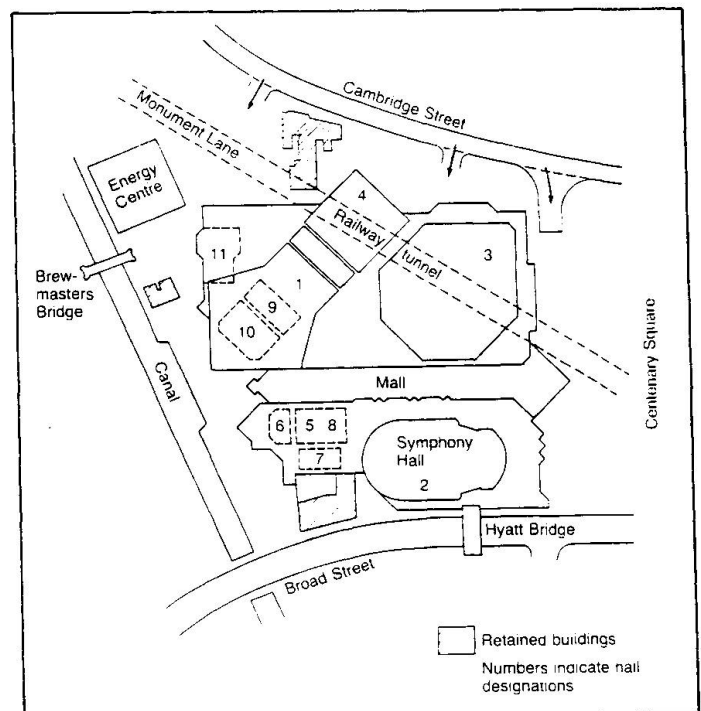 Cambridge Street
Monument Lane
Energy
Centre
4
Railway
tunnel
3
11
1
9
10
Brew-
masters
Bridge
Canal
Mall
Centenary Square
6
5 8
7
Symphony
Hall
2
Hyatt Bridge
Broad Street
Retained buildings
Numbers indicate hall
designations